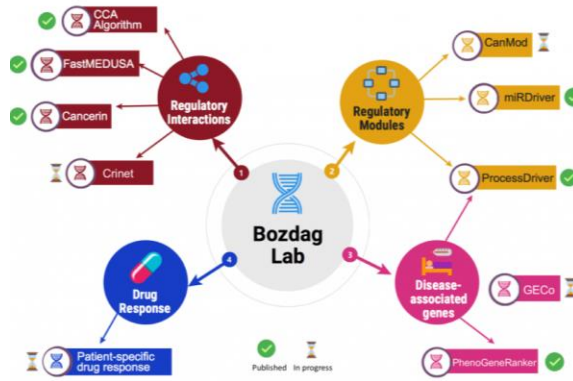 CCA
Algorithm
FastMEDUSA
Cancerin
Crinet
Regulatory
Interactions
1
CanMod
miRDriver
ProcessDriver
Regulatory
Modules
2
Bozdag
Lab
3
4
Drug
Response
Patient-specific
drug response
Disease-
associated
genes
GECo
PhenoGeneRanker
Published
In progress